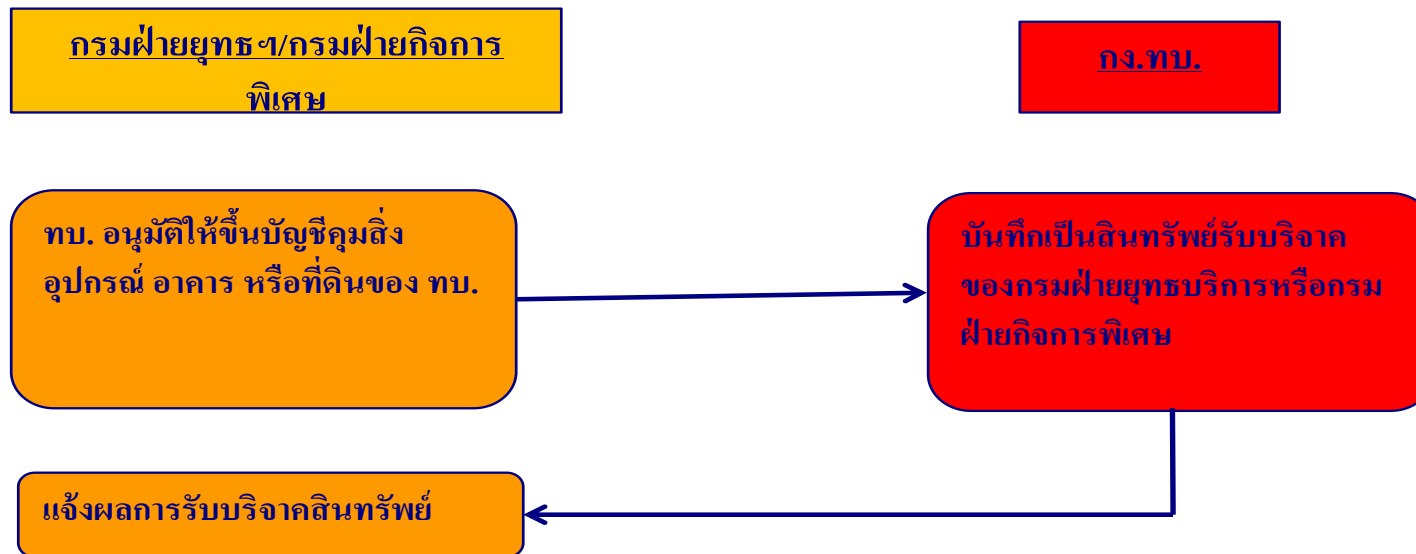 กรมฝ่ายยุทธฯ/กรมฝ่ายกิจการ
พิเศษ
กง.ทบ.
ทบ. อนุมัติให้ขึ้นบัญชีคุมสิ่ง
อุปกรณ์ อาคาร หรือที่ดินของ ทบ.
บันทึกเป็นสินทรัพย์รับบริจาค
ของกรมฝ่ายยุทธบริการหรือกรม
ฝ่ายกิจการพิเศษ
แจ้งผลการรับบริจาคสินทรัพย์